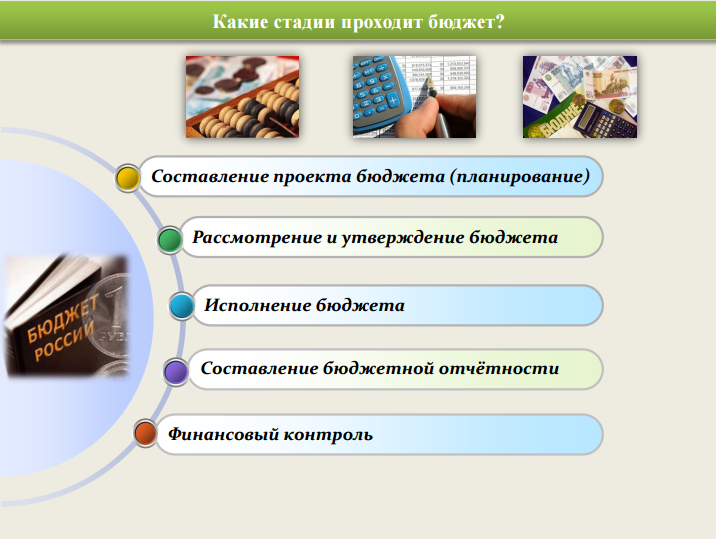 Какие стадии проходит бюджет?
Составление проекта бюджета (планирование)
Рассмотрение и утверждение бюджета
Исполнение бюджета
Составление бюджетной отчётности
Финансовый контроль
БЮДЖЕТ
РОССИИ